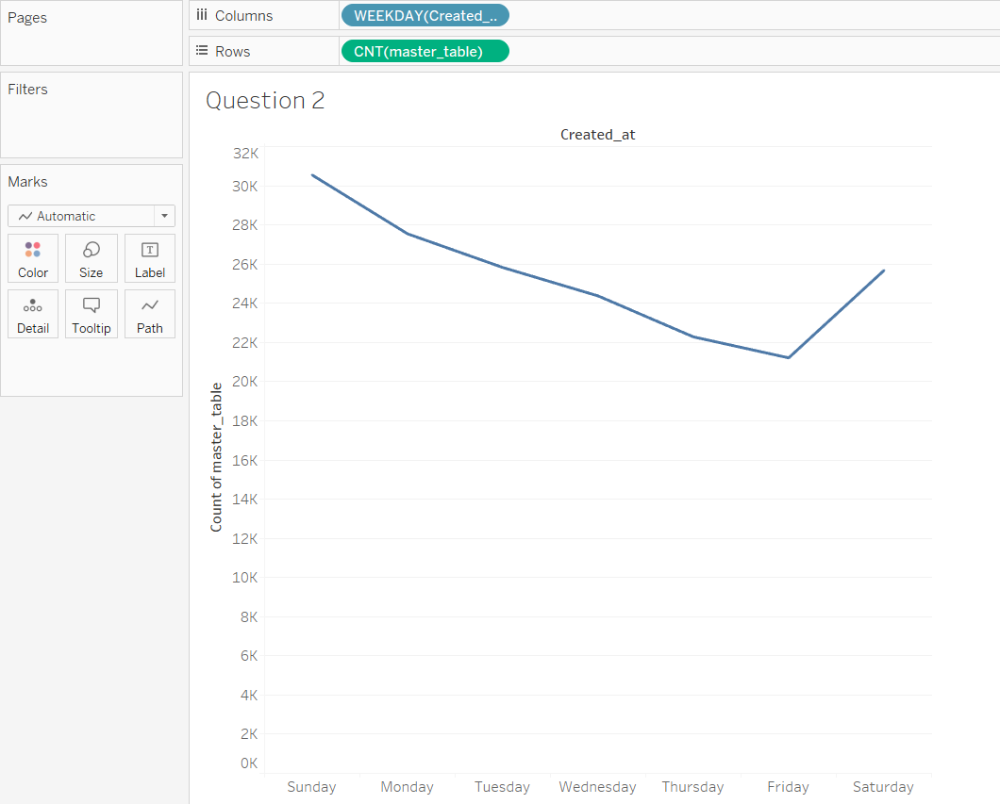 Pages
Columns
WEEKDAY(Created_..
Rows
CNT(master_table)
Filters
Marks
Automatic
Color
Size
Label
Detail
Tooltip
Path
Question 2
Created_at
32K
30K
28K
26K
24K
22K
20K
18K
16K
14K
12K
10K
8K
6K
4K
2K
0K
Count of master_table
Sunday Monday Tuesday Wednesday Thursday Friday Saturday